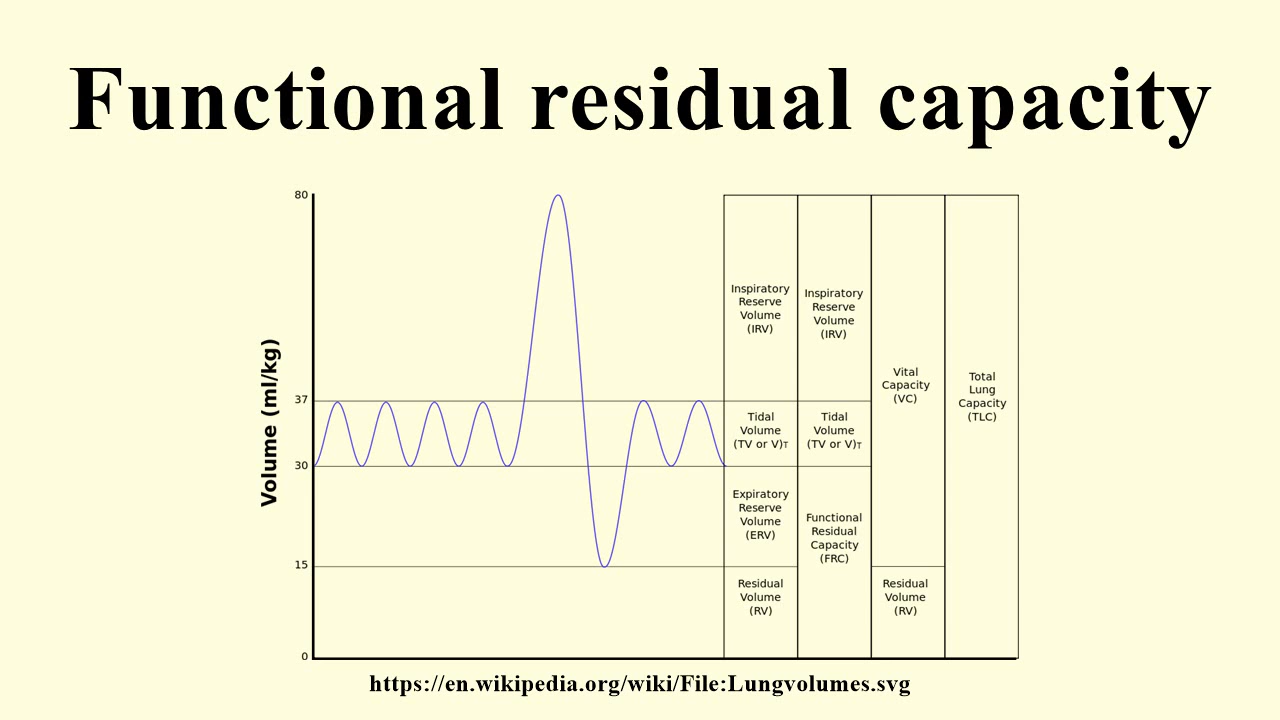 Functional residual capacity
80
37
30
15
0
Volume (ml/kg)
Inspiratory
Reserve
Volume
(IRV)
Tidal
Volume
(TV or V)T
Expiratory
Reserve
Volume
(ERV)
Residual
Volume
(RV)
Inspiratory
Reserve
Volume
(IRV)
Tidal
Volume
(TV or V)T
Functional
Residual
Capacity
(FRC)
Vital
Capacity
(VC)
Residual
Volume
(RV)
Total
Lung
Capacity
(TLC)
https://en.wikipedia.org/wiki/File:Lungvolumes.svg